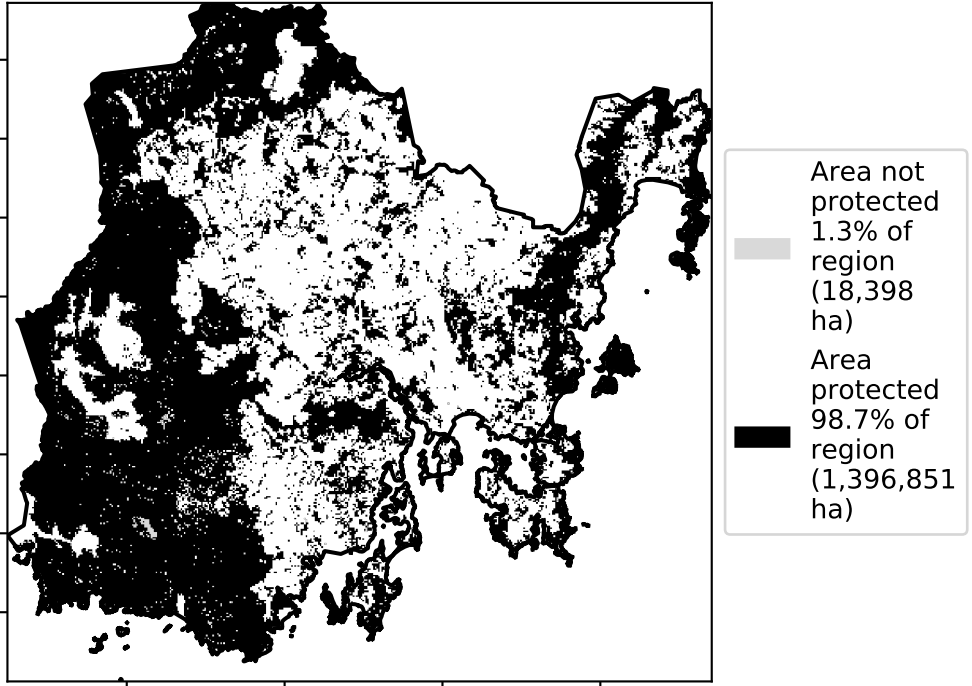 Area not
protected
1.3% of
region
(18,398
ha)
Area
protected
98.7% of
region
(1,396,851
ha)